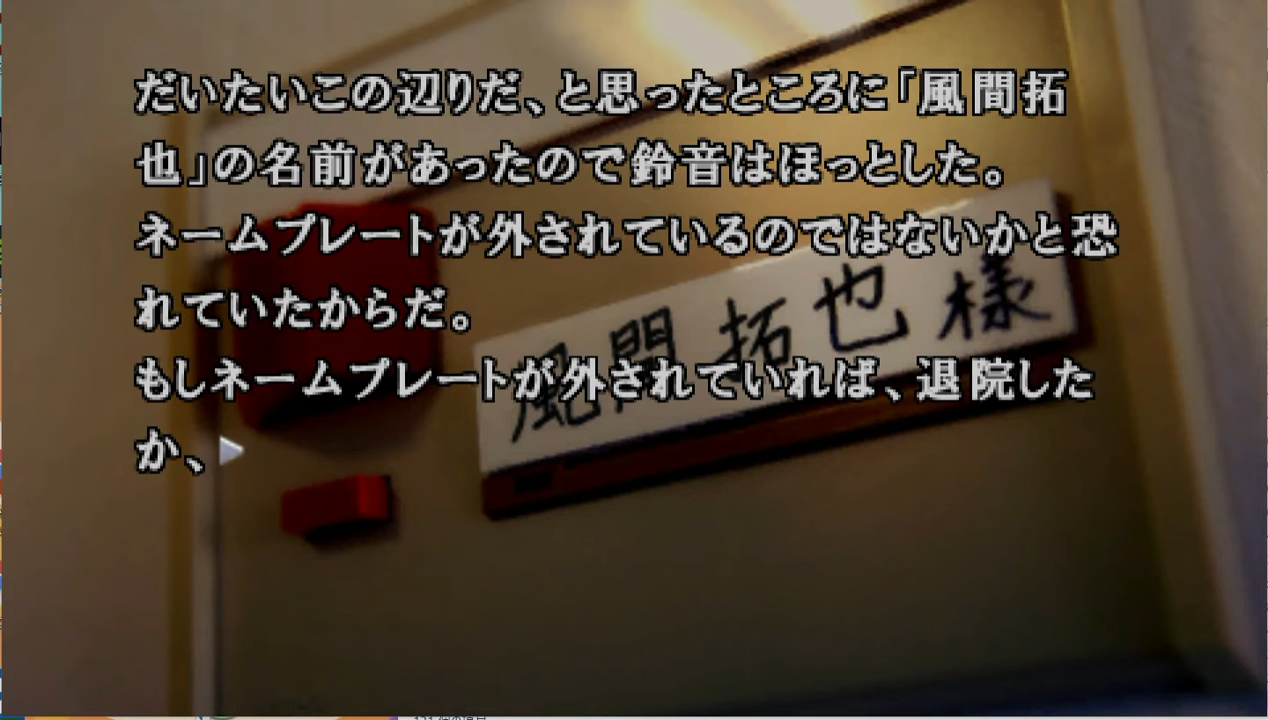 だいたいこの辺りだ、と思ったところに「風間拓
也」の名前があったので鈴音はほっとした。
ネームプレートが外されているのではないかと恐
れていたからだ。
もしネームプレートが外されていれば、退院した
か、
風間拓也様